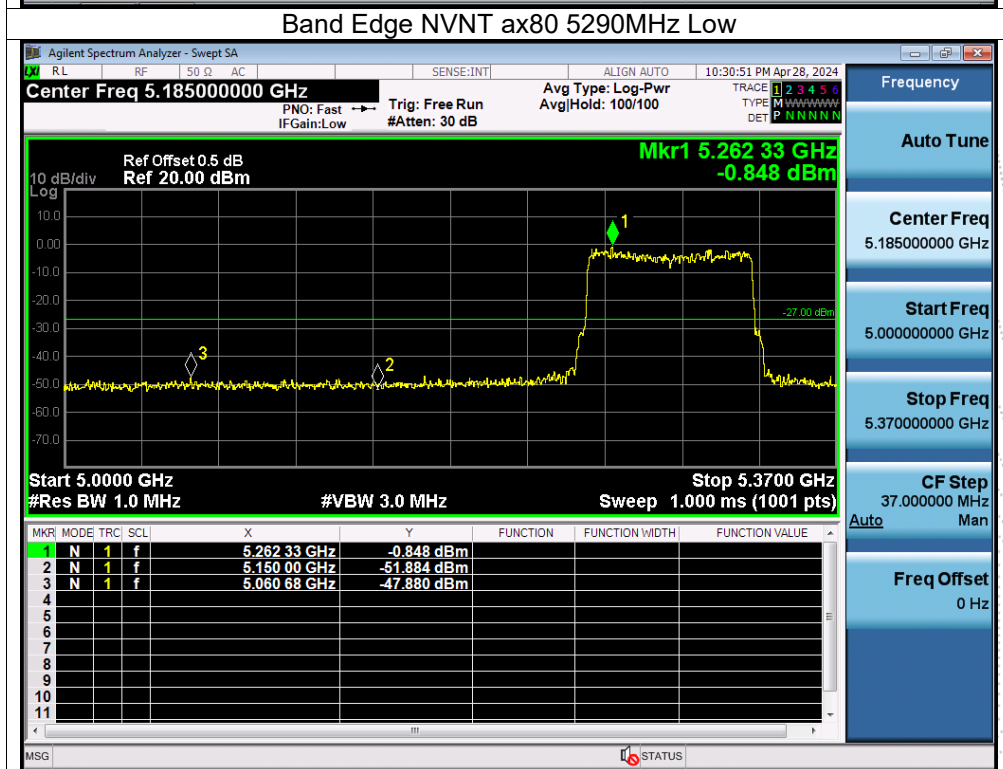 Band Edge NVNT ax80 5290MHz Low
Agilent Spectrum Analyzer - Swept SA
LXI RL RF 50 Ω AC SENSE:INT ALIGN AUTO 10:30:51 PM Apr 28, 2024
Center Freq 5.185000000 GHz
PNO: Fast
IFGain:Low
Trig: Free Run
#Atten: 30 dB
Avg Type: Log-Pwr
Avg|Hold: 100/100
TRACE 1 2 3 4 5 6
TYPE M WWWWW
DET P N N N N N
Frequency
Mkr1 5.262 33 GHz
-0.848 dBm
Ref Offset 0.5 dB
Ref 20.00 dBm
10 dB/div
Log
10.0
0.00
-10.0
-20.0
-30.0
-40.0
-50.0
-60.0
-70.0
1
-27.00 dBm
3
2
Start 5.0000 GHz
Stop 5.3700 GHz
#Res BW 1.0 MHz
#VBW 3.0 MHz
Sweep 1.000 ms (1001 pts)
MKR MODE TRC SCL X Y FUNCTION FUNCTION WIDTH FUNCTION VALUE
1 N 1 f 5.262 33 GHz -0.848 dBm
2 N 1 f 5.150 00 GHz -51.884 dBm
3 N 1 f 5.060 68 GHz -47.880 dBm
4
5
6
7
8
9
10
11
Auto Tune
Center Freq
5.185000000 GHz
Start Freq
5.000000000 GHz
Stop Freq
5.370000000 GHz
CF Step
37.000000 MHz
Auto Man
Freq Offset
0 Hz
MSG
STATUS